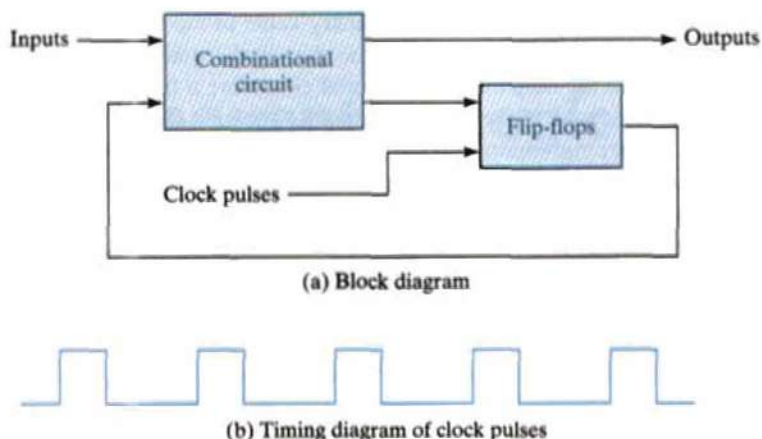 Inputs
Combinational
circuit
Outputs
Flip-flops
Clock pulses
(a) Block diagram
(b) Timing diagram of clock pulses